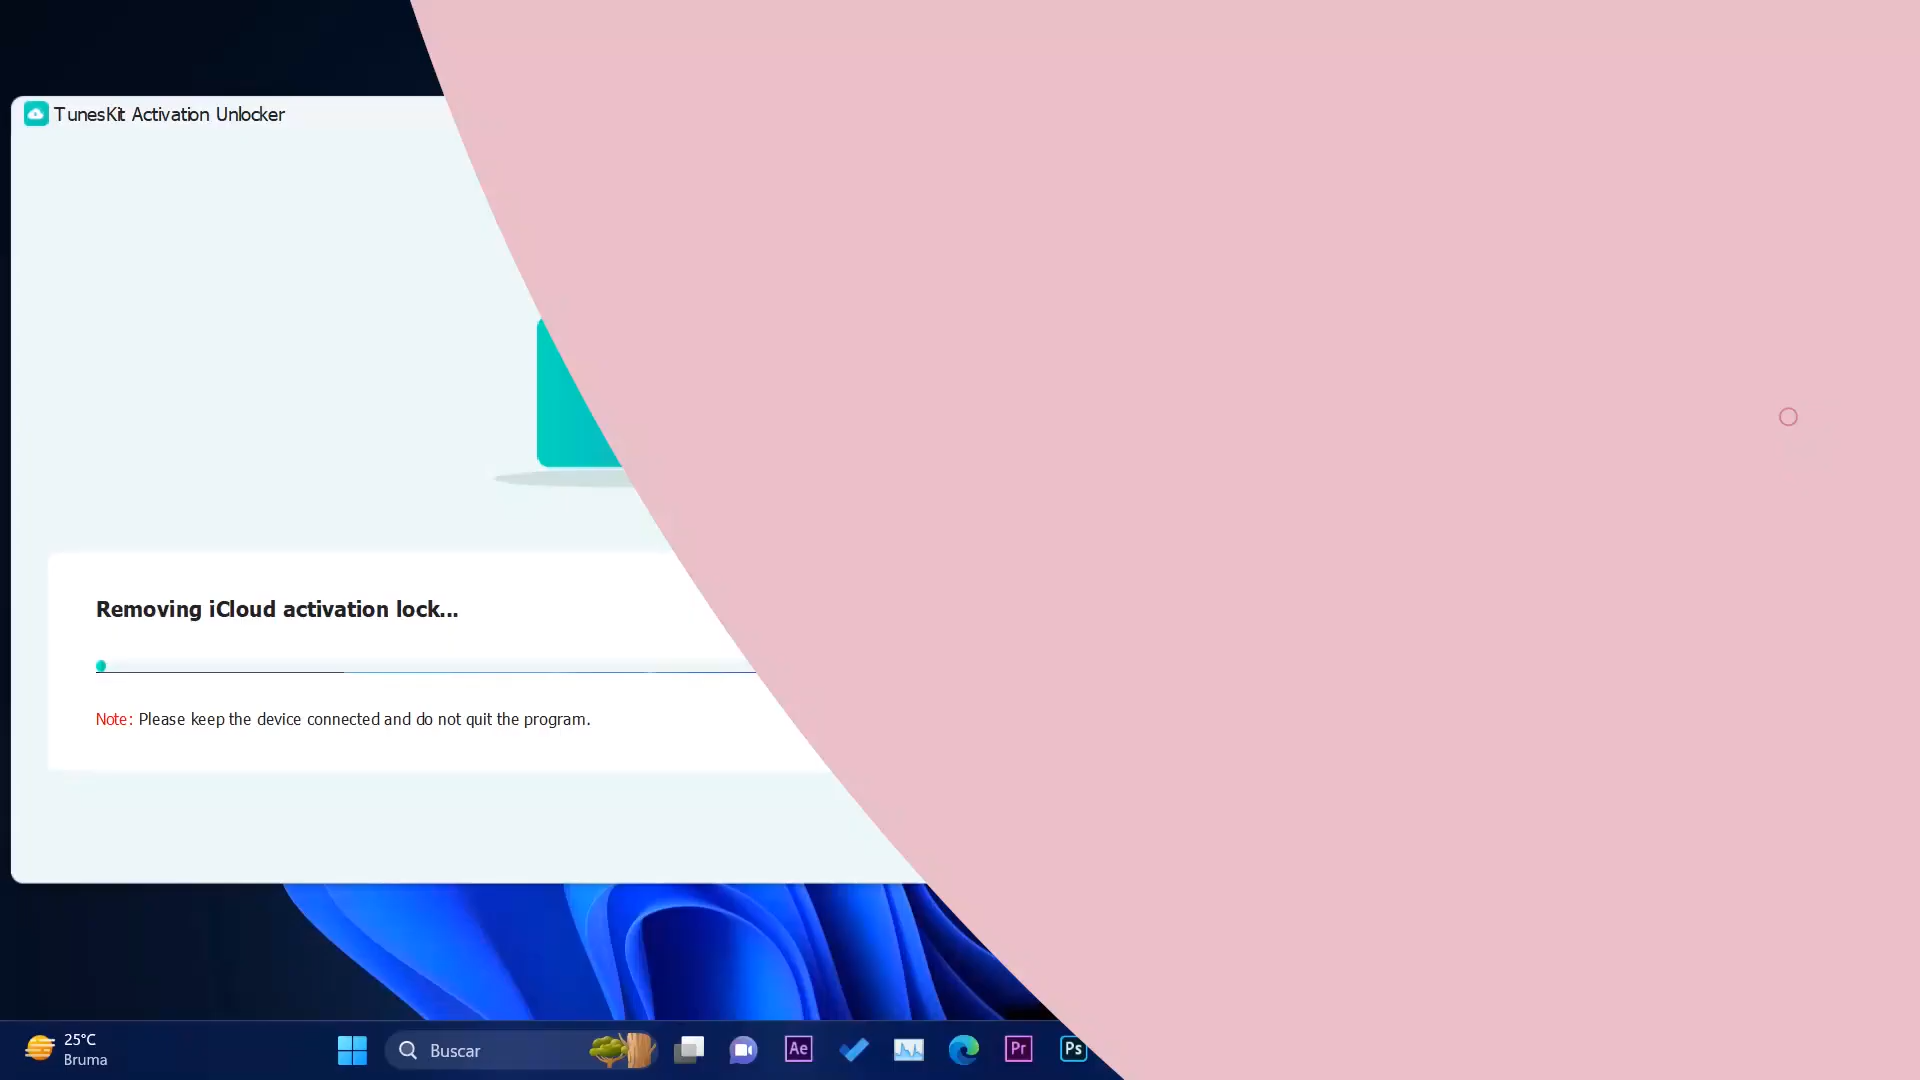 TunesKit Activation Unlocker
Removing iCloud activation lock...
Note: Please keep the device connected and do not quit the program.
25°C
Bruma
Buscar
Ae
Pr
Ps